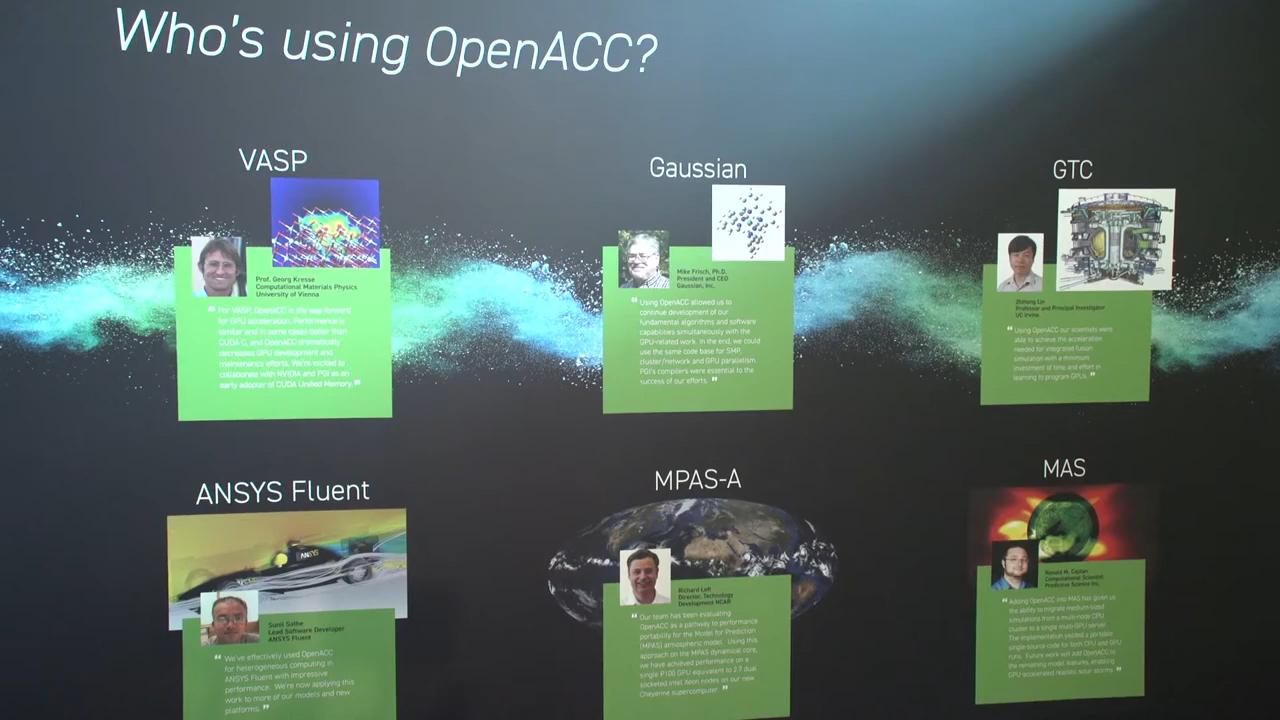 Who's using OpenACC?
VASP
Prof. Georg Kresse
Computational Materials Physics
University of Vienna
“ For VASP, OpenACC is the way forward
for GPU acceleration. Performance is
similar and in some cases better than
CUDA C, and OpenACC dramatically
decreases GPU development and
maintenance efforts. We're excited to
collaborate with NVIDIA and PGI as an
early adopter of CUDA Unified Memory. ”
Gaussian
Mike Frisch, Ph.D.
President and CEO
Gaussian, Inc.
“ Using OpenACC allowed us to
continue development of our
fundamental algorithms and software
capabilities simultaneously with the
GPU-related work. In the end, we could
use the same code base for SMP,
cluster/network and GPU parallelism.
PGI's compilers were essential to the
success of our efforts. ”
GTC
Zhihong Lin
Professor and Principal Investigator
UC Irvine
“ Using OpenACC our scientists were
able to achieve the acceleration
needed for integrated fusion
simulation with a minimum
investment of time and effort in
learning to program GPUs. ”
ANSYS Fluent
ANSYS
Sunil Sathe
Lead Software Developer
ANSYS Fluent
“ We've effectively used OpenACC
for heterogeneous computing in
ANSYS Fluent with impressive
performance. We're now applying this
work to more of our models and new
platforms. ”
MPAS-A
Richard Loft
Director, Technology
Development NCAR
“ Our team has been evaluating
OpenACC as a pathway to performance
portability for the Model for Prediction
(MPAS) atmospheric model. Using this
approach on the MPAS dynamical core,
we have achieved performance on a
single P100 GPU equivalent to 2.7 dual
socketed Intel Xeon nodes on our new
Cheyenne supercomputer. ”
MAS
Ronald M. Caplan
Computational Scientist
Predictive Science Inc.
“ Adding OpenACC into MAS has given us
the ability to migrate medium-sized
simulations from a multi-node CPU
cluster to a single multi-GPU server.
The implementation yielded a portable
single-source code for both CPU and GPU
runs. Future work will add OpenACC to
the remaining model features, enabling
GPU-accelerated realistic solar storms. ”